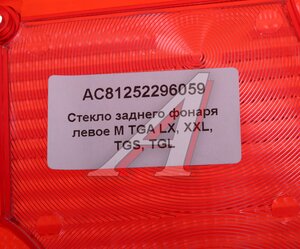 AC81252296059
Стекло заднего фонаря
левое M TGA LX, XXL,
TGS, TGL